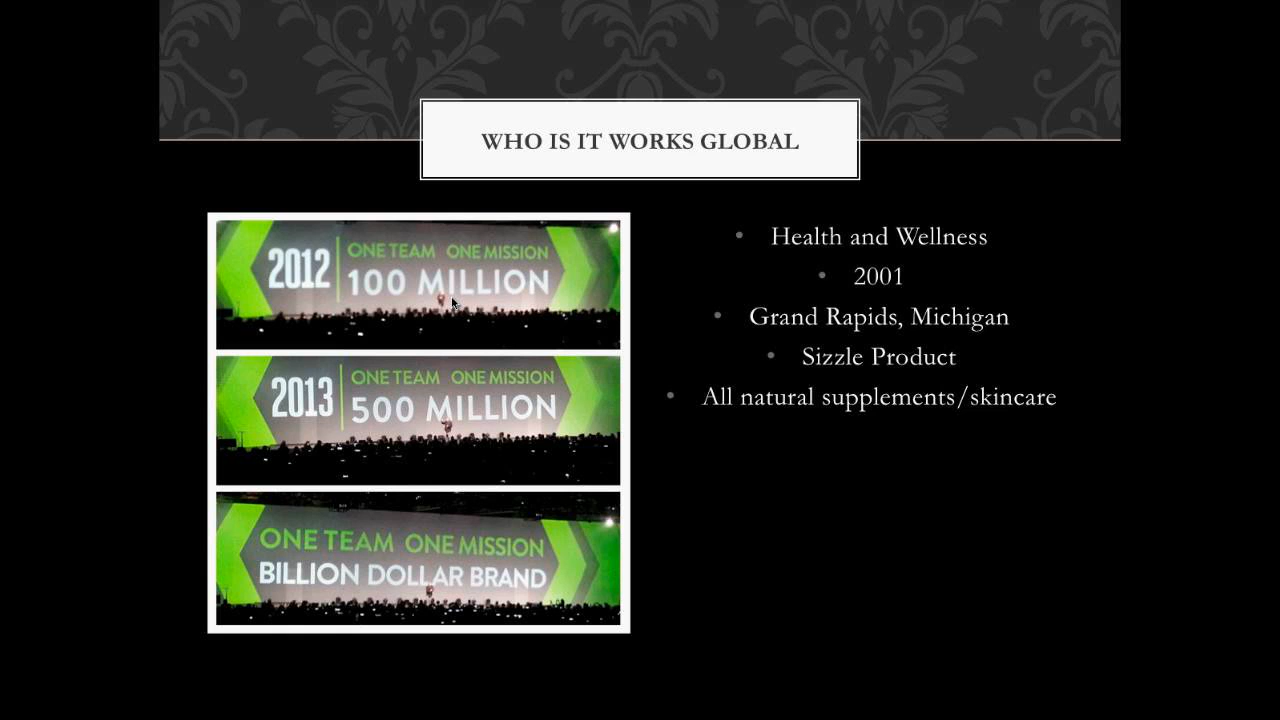 WHO IS IT WORKS GLOBAL
2012
ONE TEAM ONE MISSION
100 MILLION
2013
ONE TEAM ONE MISSION
500 MILLION
ONE TEAM ONE MISSION
BILLION DOLLAR BRAND
• Health and Wellness
• 2001
• Grand Rapids, Michigan
• Sizzle Product
• All natural supplements/skincare